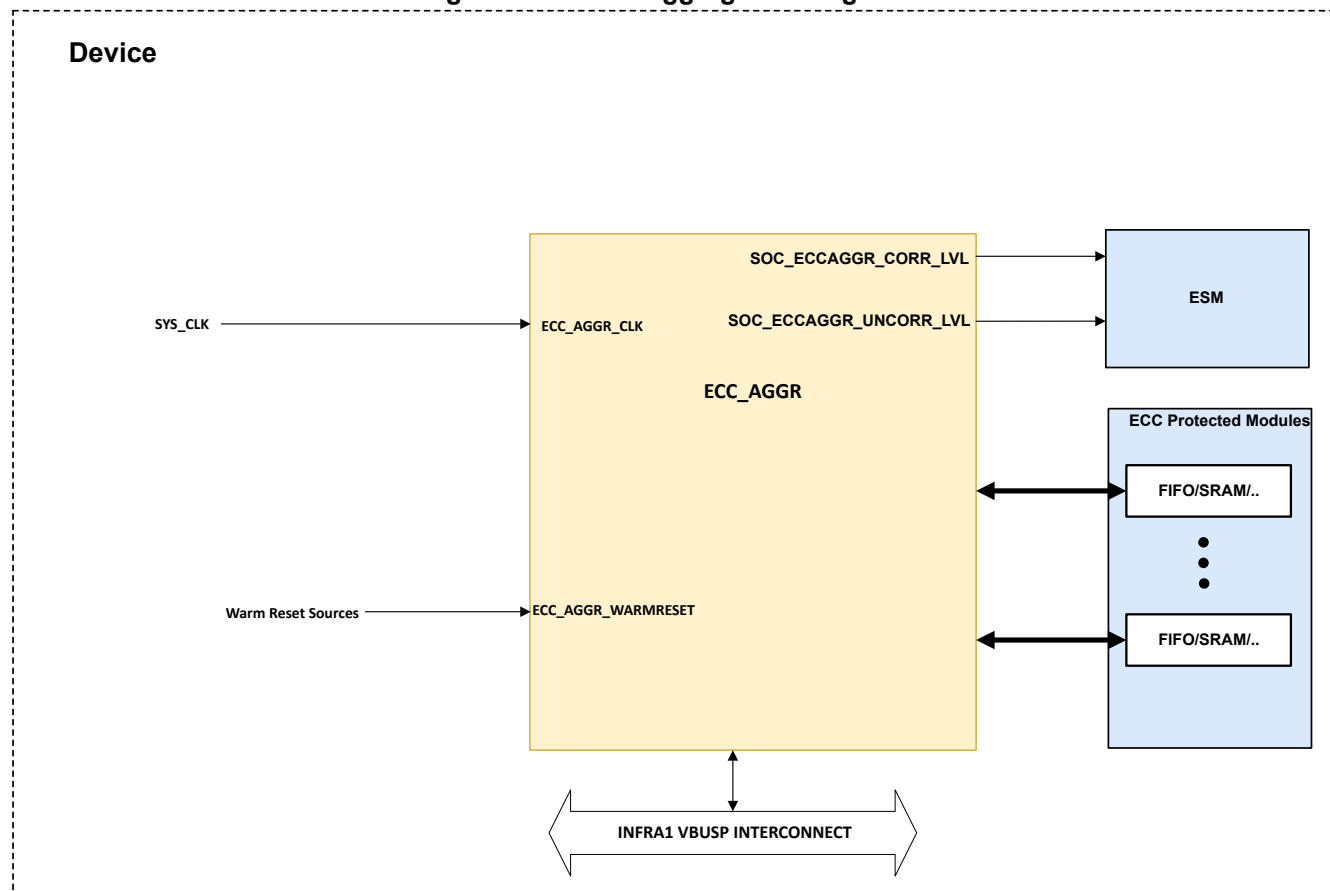 Device
SOC_ECCAGGR_CORR_LVL
ESM
SYS_CLK
ECC_AGGR_CLK
SOC_ECCAGGR_UNCORR_LVL
ECC_AGGR
ECC Protected Modules
FIFO/SRAM/..
Warm Reset Sources
ECC_AGGR_WARMRESET
FIFO/SRAM/..
INFRA1 VBUSP INTERCONNECT